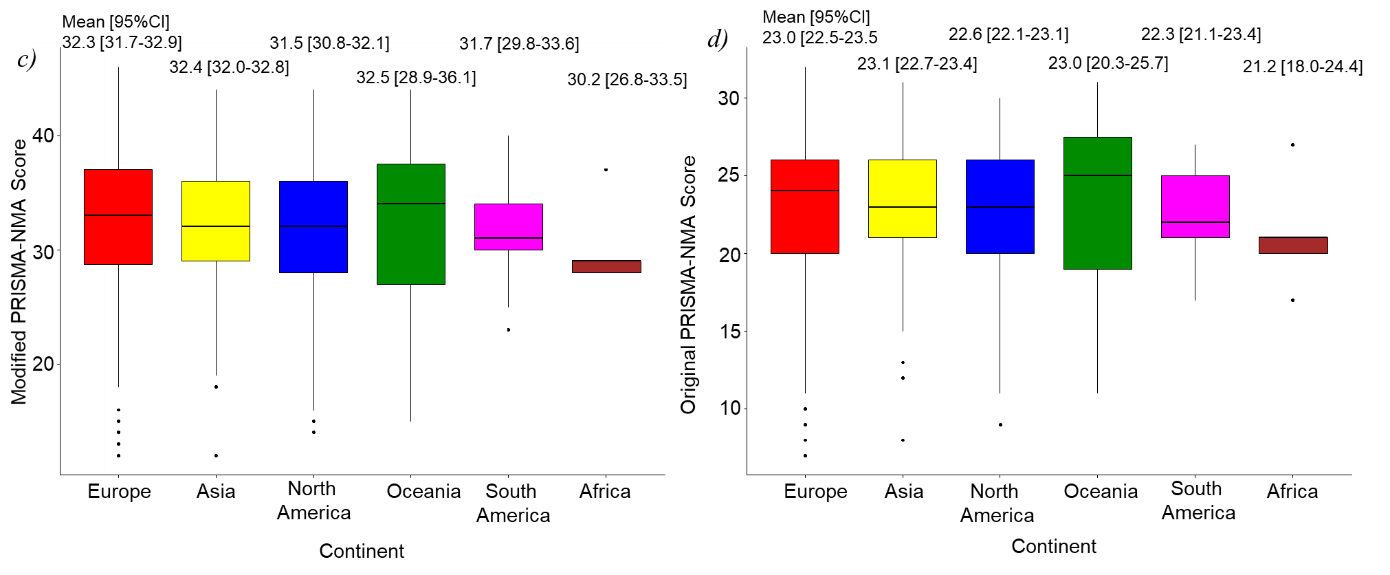 c)
Mean [95%CI]
32.3 [31.7-32.9]
32.4 [32.0-32.8]
31.5 [30.8-32.1]
32.5 [28.9-36.1]
31.7 [29.8-33.6]
30.2 [26.8-33.5]
Modified PRISMA-NMA Score
40
30
20
Europe
Asia
North
America
Oceania
South
America
Africa
Continent
d)
Mean [95%CI]
23.0 [22.5-23.5
23.1 [22.7-23.4]
22.6 [22.1-23.1]
23.0 [20.3-25.7]
22.3 [21.1-23.4]
21.2 [18.0-24.4]
Original PRISMA-NMA Score
30
25
20
15
10
Europe
Asia
North
America
Oceania
South
America
Africa
Continent